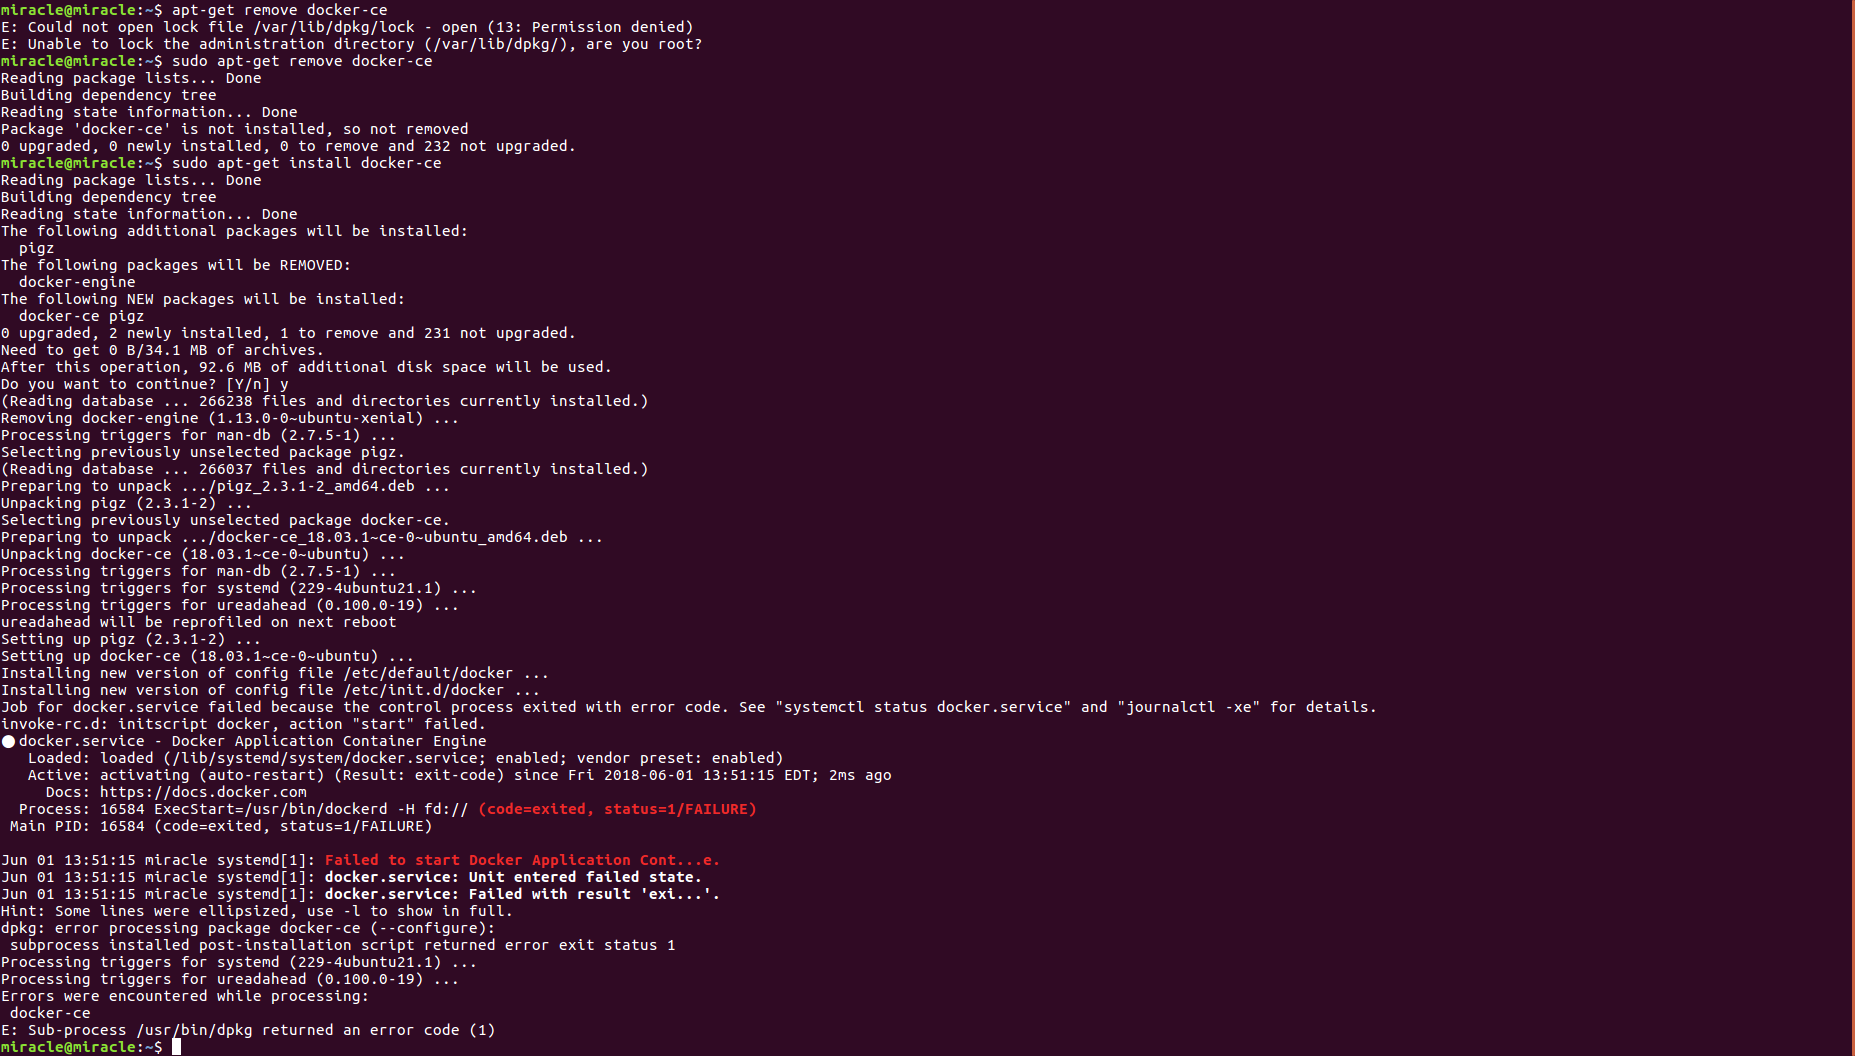 miracle@miracle:~$ apt-get remove docker-ce
E: Could not open lock file /var/lib/dpkg/lock - open (13: Permission denied)
E: Unable to lock the administration directory (/var/lib/dpkg/), are you root?
miracle@miracle:~$ sudo apt-get remove docker-ce
Reading package lists... Done
Building dependency tree
Reading state information... Done
Package 'docker-ce' is not installed, so not removed
0 upgraded, 0 newly installed, 0 to remove and 232 not upgraded.
miracle@miracle:~$ sudo apt-get install docker-ce
Reading package lists... Done
Building dependency tree
Reading state information... Done
The following additional packages will be installed:
  pigz
The following packages will be REMOVED:
  docker-engine
The following NEW packages will be installed:
  docker-ce pigz
0 upgraded, 2 newly installed, 1 to remove and 231 not upgraded.
Need to get 0 B/34.1 MB of archives.
After this operation, 92.6 MB of additional disk space will be used.
Do you want to continue? [Y/n] y
(Reading database ... 266238 files and directories currently installed.)
Removing docker-engine (1.13.0-0~ubuntu-xenial) ...
Processing triggers for man-db (2.7.5-1) ...
Selecting previously unselected package pigz.
(Reading database ... 266037 files and directories currently installed.)
Preparing to unpack .../pigz_2.3.1-2_amd64.deb ...
Unpacking pigz (2.3.1-2) ...
Selecting previously unselected package docker-ce.
Preparing to unpack .../docker-ce_18.03.1~ce-0~ubuntu_amd64.deb ...
Unpacking docker-ce (18.03.1~ce-0~ubuntu) ...
Processing triggers for man-db (2.7.5-1) ...
Processing triggers for systemd (229-4ubuntu21.1) ...
Processing triggers for ureadahead (0.100.0-19) ...
ureadahead will be reprofiled on next reboot
Setting up pigz (2.3.1-2) ...
Setting up docker-ce (18.03.1~ce-0~ubuntu) ...
Installing new version of config file /etc/default/docker ...
Installing new version of config file /etc/init.d/docker ...
Job for docker.service failed because the control process exited with error code. See "systemctl status docker.service" and "journalctl -xe" for details.
invoke-rc.d: initscript docker, action "start" failed.
● docker.service - Docker Application Container Engine
   Loaded: loaded (/lib/systemd/system/docker.service; enabled; vendor preset: enabled)
   Active: activating (auto-restart) (Result: exit-code) since Fri 2018-06-01 13:51:15 EDT; 2ms ago
     Docs: https://docs.docker.com
  Process: 16584 ExecStart=/usr/bin/dockerd -H fd:// (code=exited, status=1/FAILURE)
 Main PID: 16584 (code=exited, status=1/FAILURE)

Jun 01 13:51:15 miracle systemd[1]: Failed to start Docker Application Cont...e.
Jun 01 13:51:15 miracle systemd[1]: docker.service: Unit entered failed state.
Jun 01 13:51:15 miracle systemd[1]: docker.service: Failed with result 'exi...'.
Hint: Some lines were ellipsized, use -l to show in full.
dpkg: error processing package docker-ce (--configure):
 subprocess installed post-installation script returned error exit status 1
Processing triggers for systemd (229-4ubuntu21.1) ...
Processing triggers for ureadahead (0.100.0-19) ...
Errors were encountered while processing:
 docker-ce
E: Sub-process /usr/bin/dpkg returned an error code (1)
miracle@miracle:~$